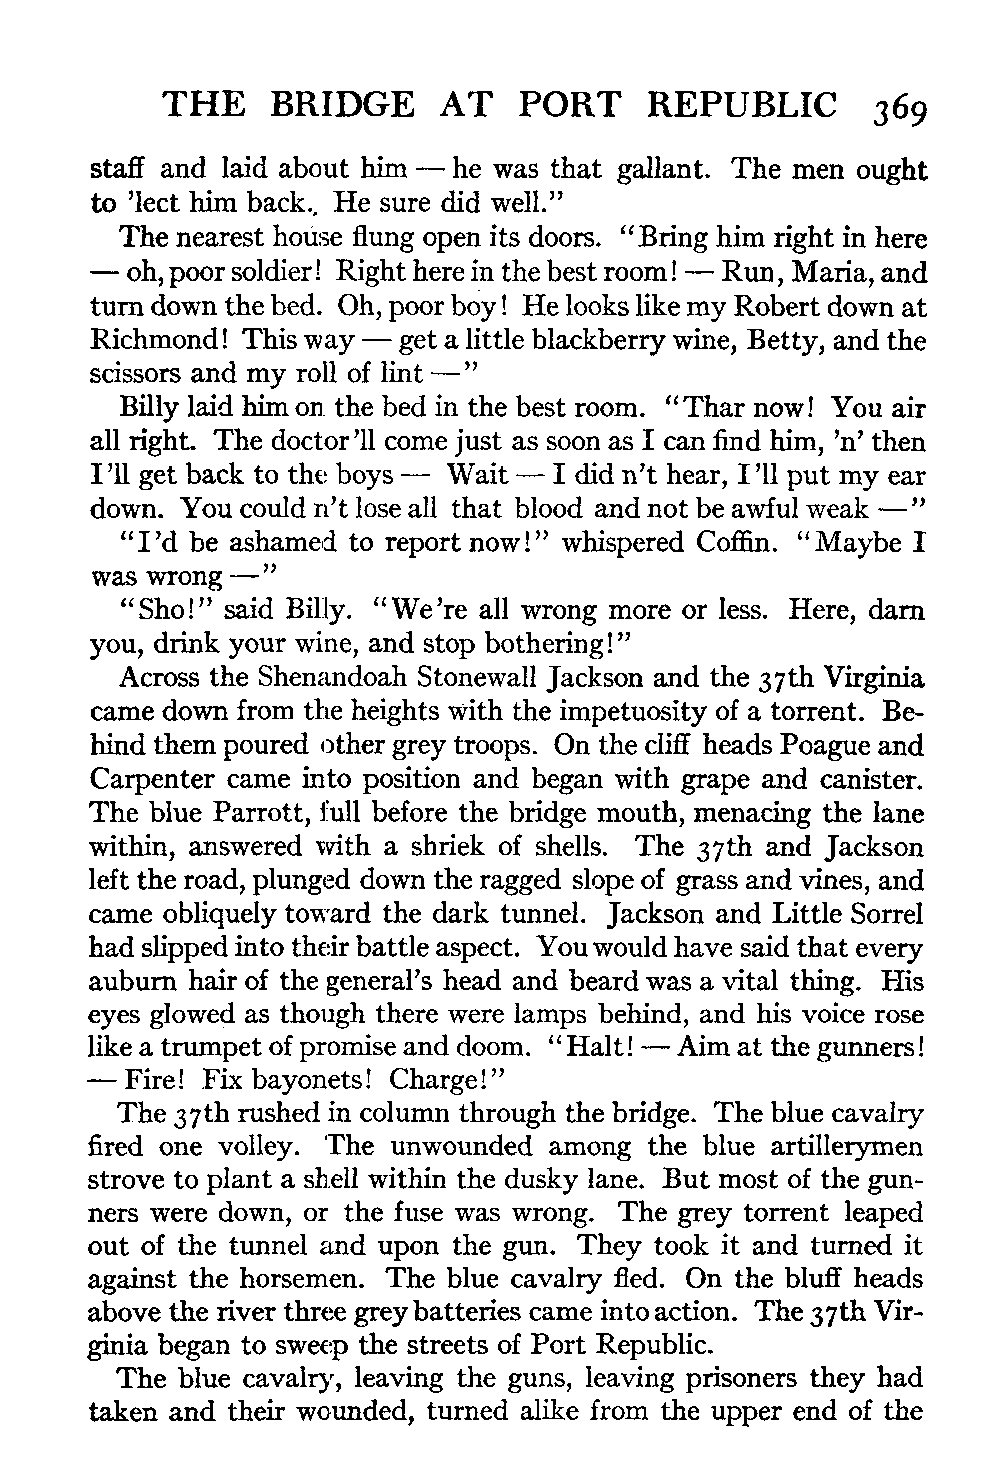 THE BRIDGE AT PORT REPUBLIC 369
staff and laid about him — he was that gallant. The men ought
to 'lect him back. He sure did well."
The nearest house flung open its doors. "Bring him right in here
— oh, poor soldier! Right here in the best room! — Run, Maria, and
turn down the bed. Oh, poor boy! He looks like my Robert down at
Richmond! This way — get a little blackberry wine, Betty, and the
scissors and my roll of lint —"
Billy laid him on the bed in the best room. "Thar now! You air
all right. The doctor 'll come just as soon as I can find him, 'n' then
I 'll get back to the boys — Wait — I did n't hear, I 'll put my ear
down. You could n't lose all that blood and not be awful weak —"
"I 'd be ashamed to report now!" whispered Coffin. "Maybe I
was wrong —"
"Sho!" said Billy. "We 're all wrong more or less. Here, darn
you, drink your wine, and stop bothering!"
Across the Shenandoah Stonewall Jackson and the 37th Virginia
came down from the heights with the impetuosity of a torrent. Be-
hind them poured other grey troops. On the cliff heads Poague and
Carpenter came into position and began with grape and canister.
The blue Parrott, full before the bridge mouth, menacing the lane
within, answered with a shriek of shells. The 37th and Jackson
left the road, plunged down the ragged slope of grass and vines, and
came obliquely toward the dark tunnel. Jackson and Little Sorrel
had slipped into their battle aspect. You would have said that every
auburn hair of the general's head and beard was a vital thing. His
eyes glowed as though there were lamps behind, and his voice rose
like a trumpet of promise and doom. "Halt! — Aim at the gunners!
— Fire! Fix bayonets! Charge!"
The 37th rushed in column through the bridge. The blue cavalry
fired one volley. The unwounded among the blue artillerymen
strove to plant a shell within the dusky lane. But most of the gun-
ners were down, or the fuse was wrong. The grey torrent leaped
out of the tunnel and upon the gun. They took it and turned it
against the horsemen. The blue cavalry fled. On the bluff heads
above the river three grey batteries came into action. The 37th Vir-
ginia began to sweep the streets of Port Republic.
The blue cavalry, leaving the guns, leaving prisoners they had
taken and their wounded, turned alike from the upper end of the